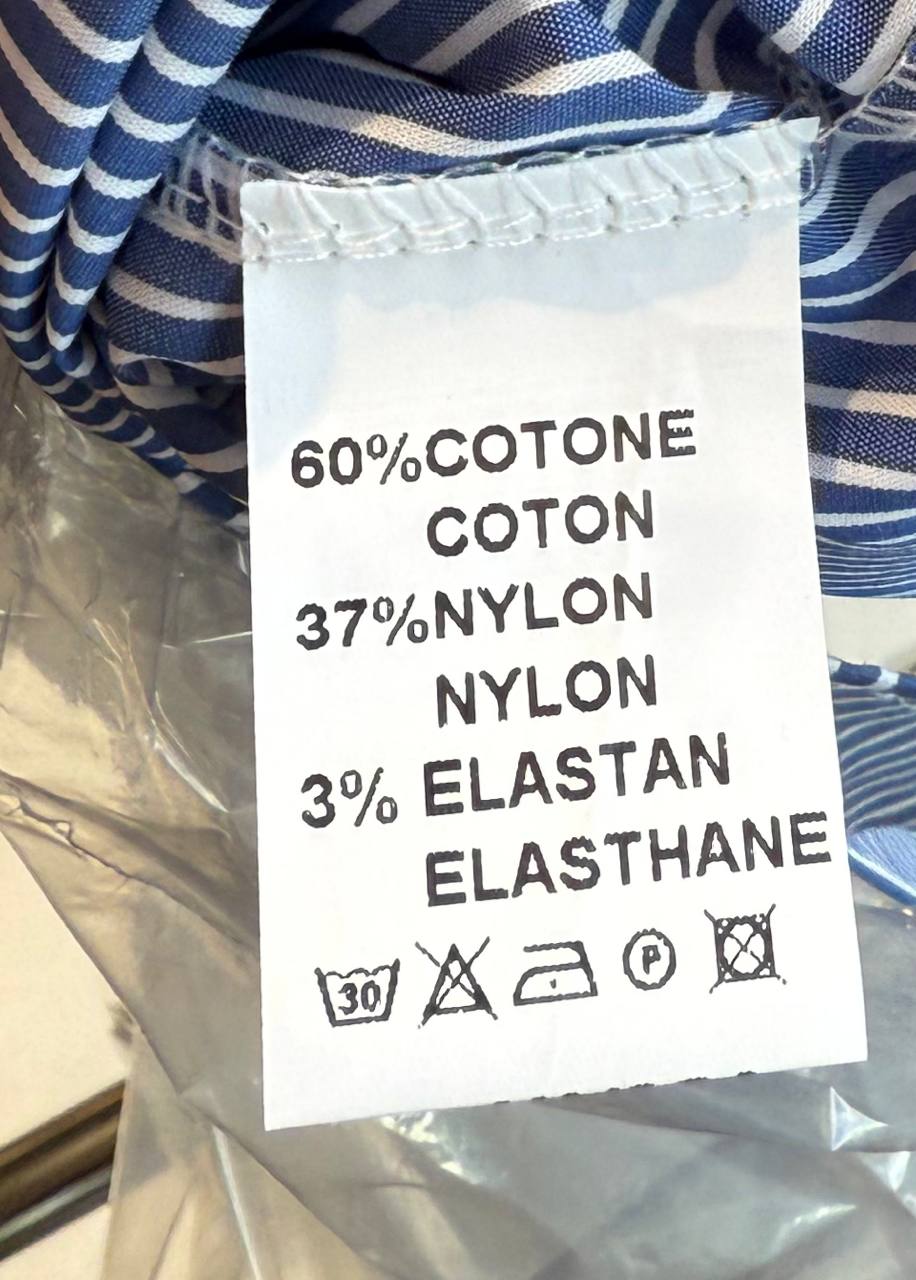 60%COTONE
COTON
37%NYLON
NYLON
3% ELASTAN
ELASTHANE
30 P